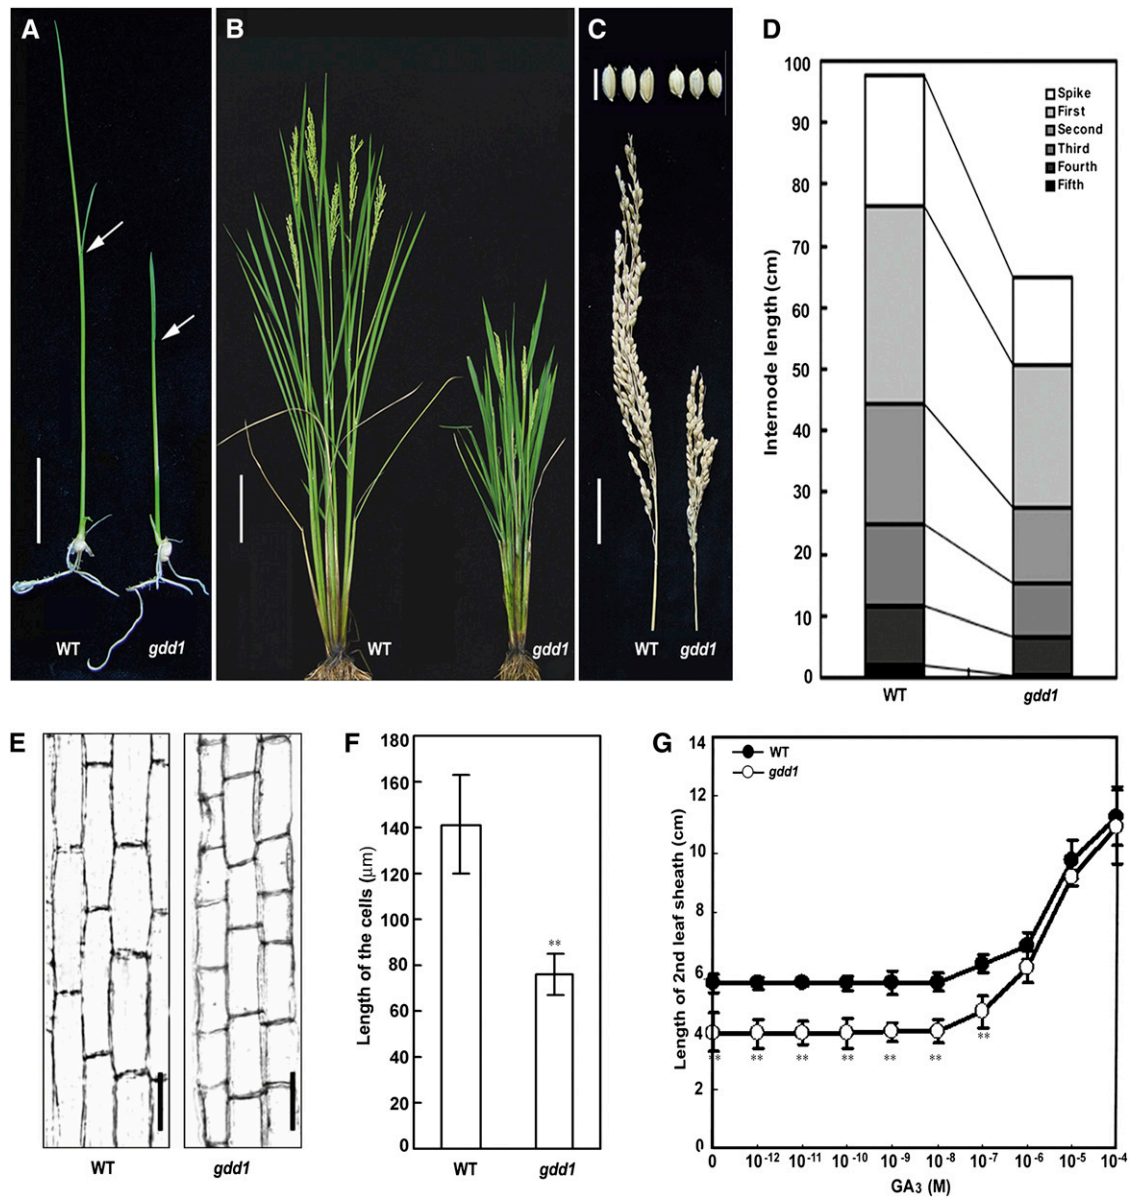 A
WT
gdd1
B
WT
gdd1
C
WT
gdd1
D
100
90
80
70
60
50
40
30
20
10
0
Internode length (cm)
Spike
First
Second
Third
Fourth
Fifth
WT
gdd1
E
WT
gdd1
F
180
160
140
120
100
80
60
40
20
0
Length of the cells (μm)
**
WT
gdd1
G
14
12
10
8
6
4
2
0
Length of 2nd leaf sheath (cm)
WT
gdd1
** ** ** ** ** ** **
0 10-12 10-11 10-10 10-9 10-8 10-7 10-6 10-5 10-4
GA3 (M)